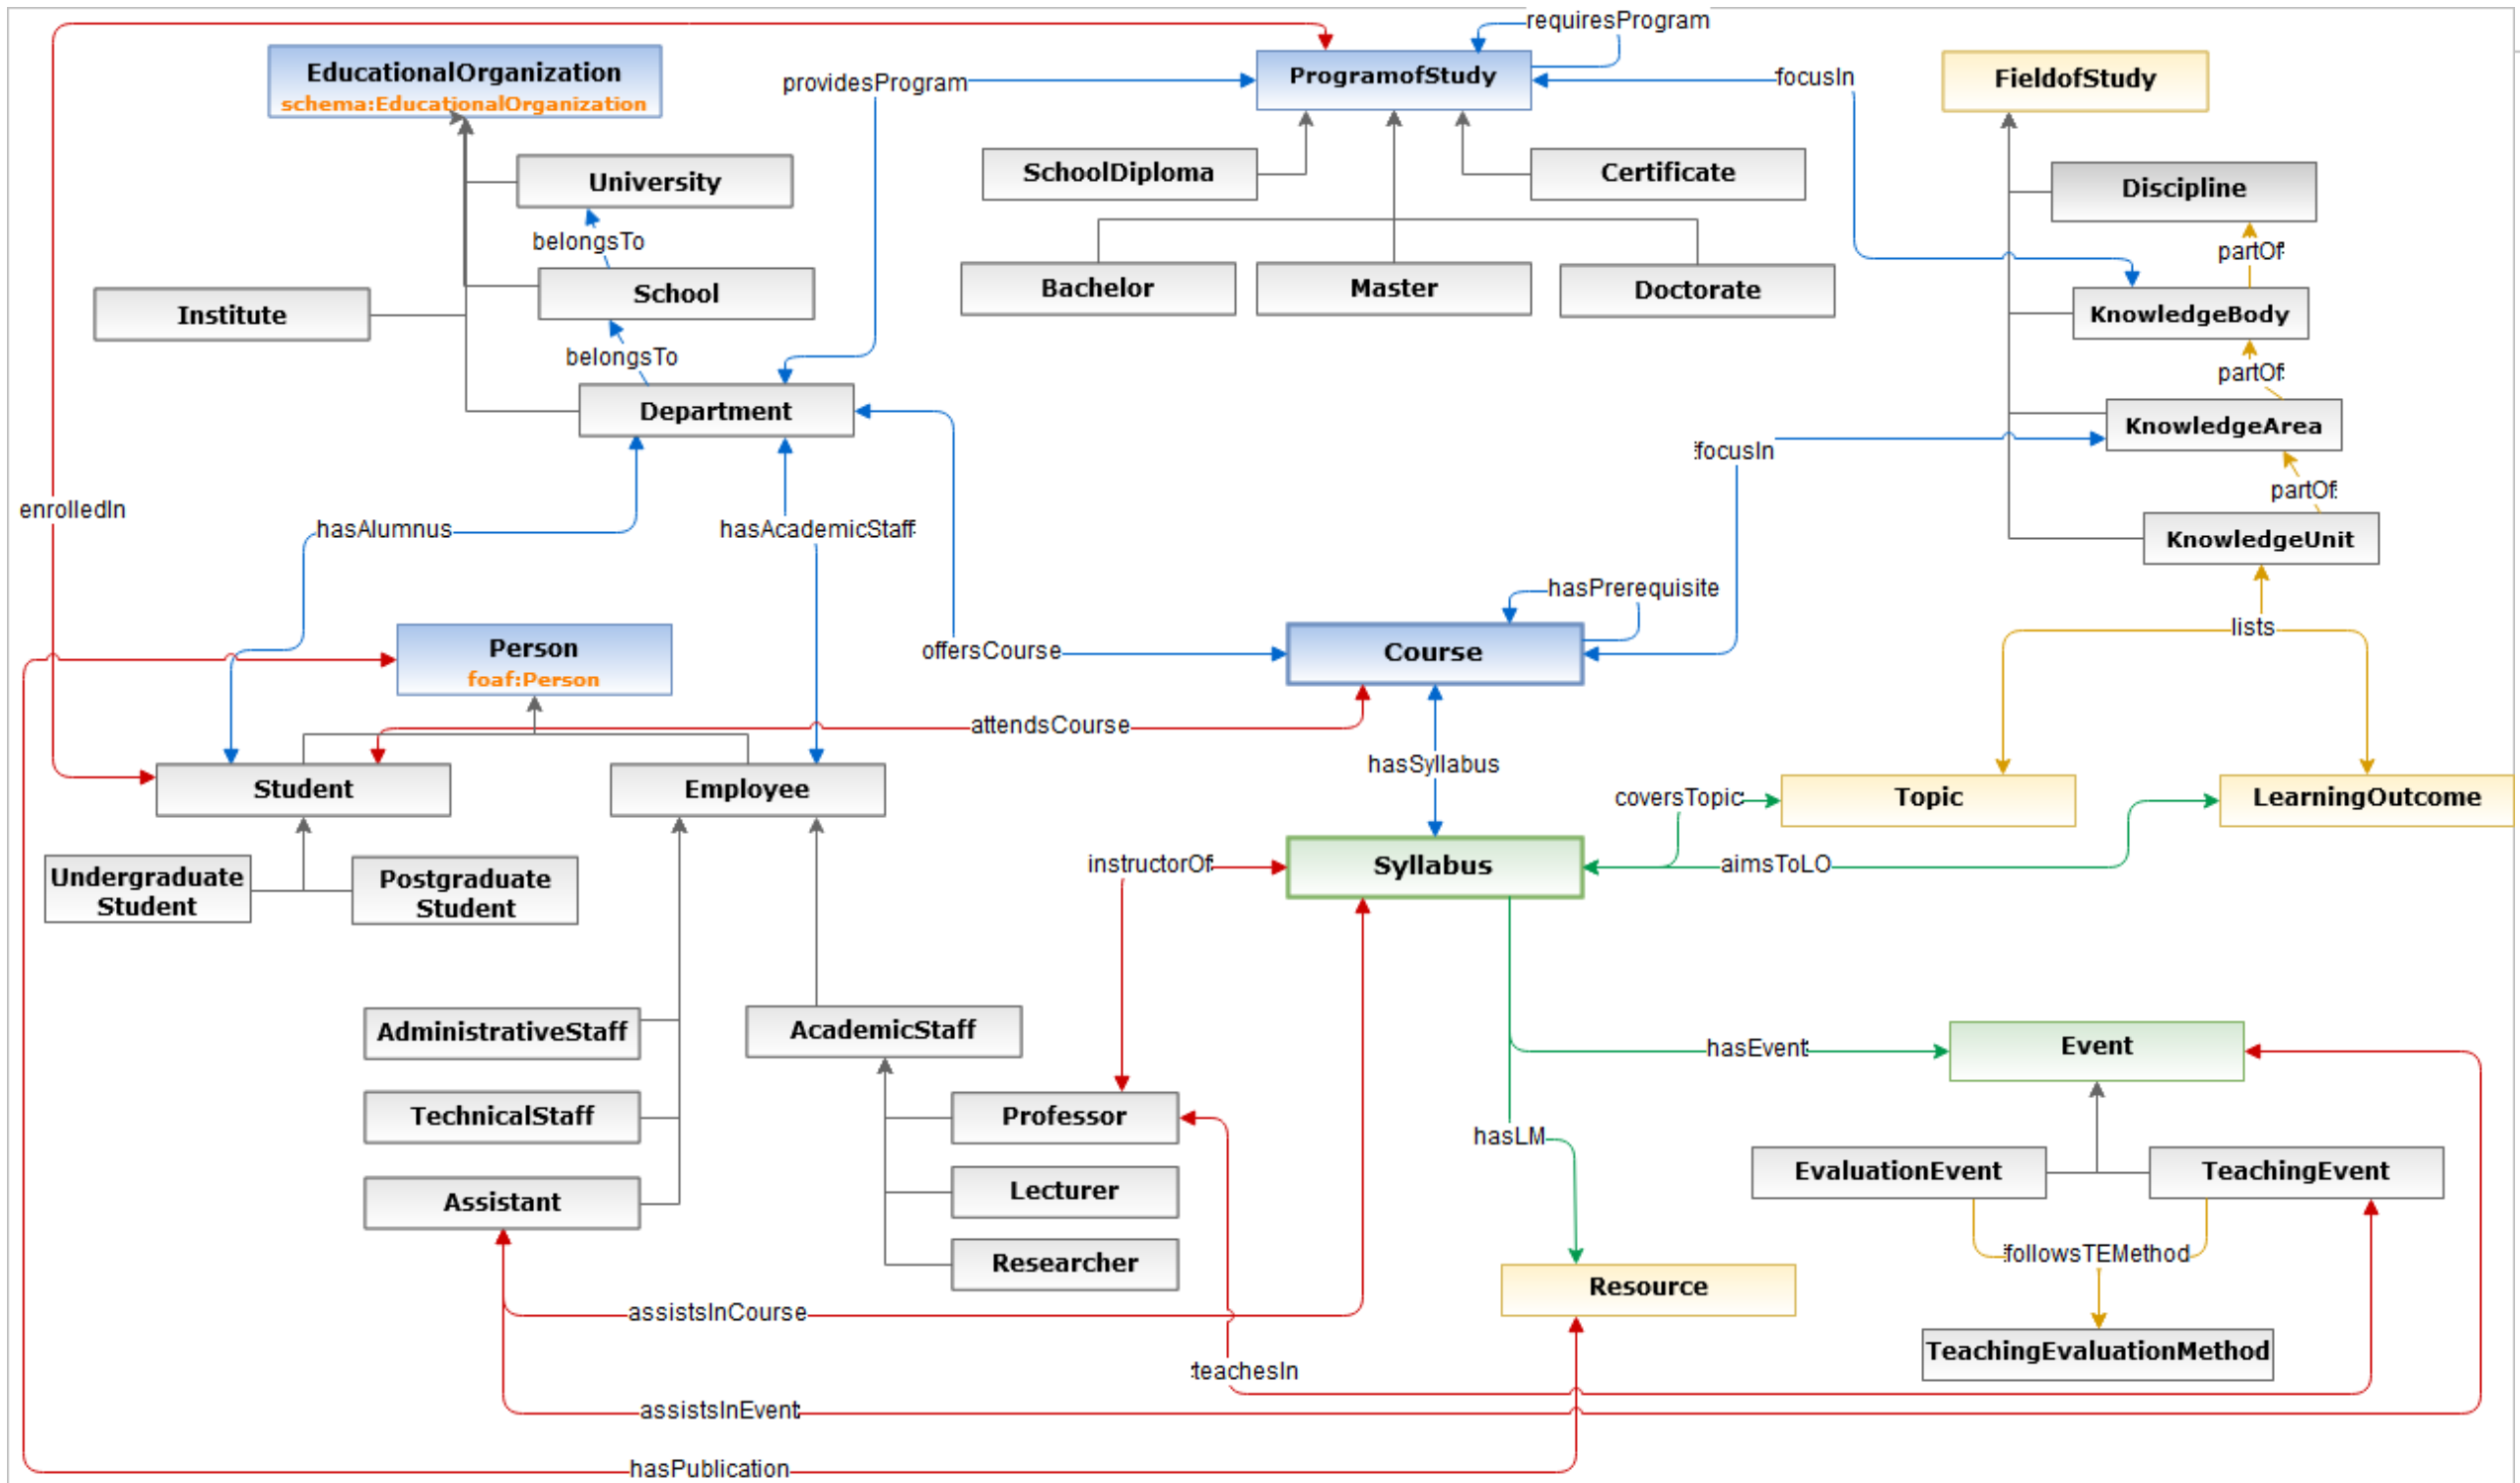 requiresProgram
EducationalOrganization
schema:EducationalOrganization
providesProgram
ProgramofStudy
focusIn
FieldofStudy
University
SchoolDiploma
Certificate
Discipline
belongsTo
partOf:
School
Bachelor
Master
Doctorate
Institute
KnowledgeBody
belongsTo
partOf:
Department
KnowledgeArea
:focusIn
partOf:
enrolledIn
hasAlumnus
hasAcademicStaff:
KnowledgeUnit
hasPrerequisite
lists
Person
foaf:Person
offersCourse
Course
attendsCourse
hasSyllabus
Student
Employee
coversTopic:
Topic
LearningOutcome
Undergraduate
Student
Postgraduate
Student
instructorOf:
Syllabus
aimsToLO
AdministrativeStaff
AcademicStaff
hasEvent:
Event
TechnicalStaff
Professor
hasLM
Assistant
Lecturer
EvaluationEvent
TeachingEvent
Researcher
:followsTEMethod
Resource
assistsInCourse
TeachingEvaluationMethod
:teachesIn
assistsInEvent:
hasPublication